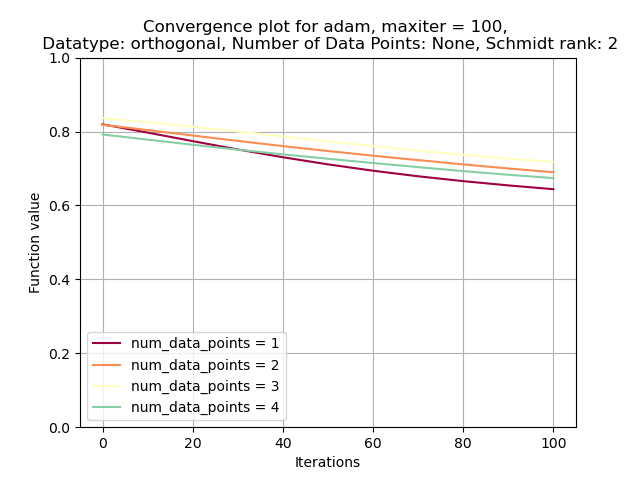 Convergence plot for adam, maxiter = 100,
Datatype: orthogonal, Number of Data Points: None, Schmidt rank: 2
1.0
0.8
0.6
0.4
0.2
0.0
Function value
num_data_points = 1
num_data_points = 2
num_data_points = 3
num_data_points = 4
0 20 40 60 80 100
Iterations